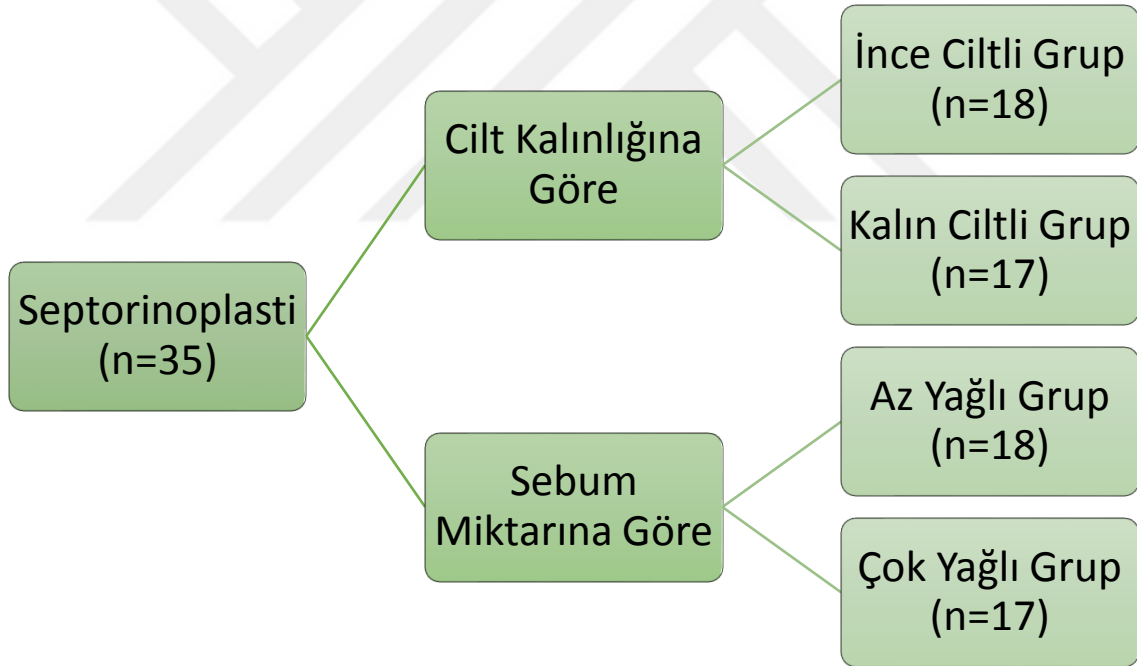 Septorinoplasti
(n=35)
Cilt Kalınlığına
Göre
İnce Ciltli Grup
(n=18)
Kalın Ciltli Grup
(n=17)
Sebum
Miktarına Göre
Az Yağlı Grup
(n=18)
Çok Yağlı Grup
(n=17)